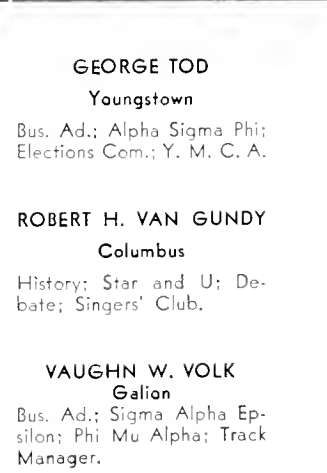 GEORGE TOD
Youngstown
Bus. Ad.; Alpha Sigma Phi;
Elections Com.; Y. M. C. A.
ROBERT H. VAN GUNDY
Columbus
History; Star and U; De-
bate; Singers' Club.
VAUGHN W. VOLK
Galion
Bus. Ad.; Sigma Alpha Ep-
silon; Phi Mu Alpha; Track
Manager.